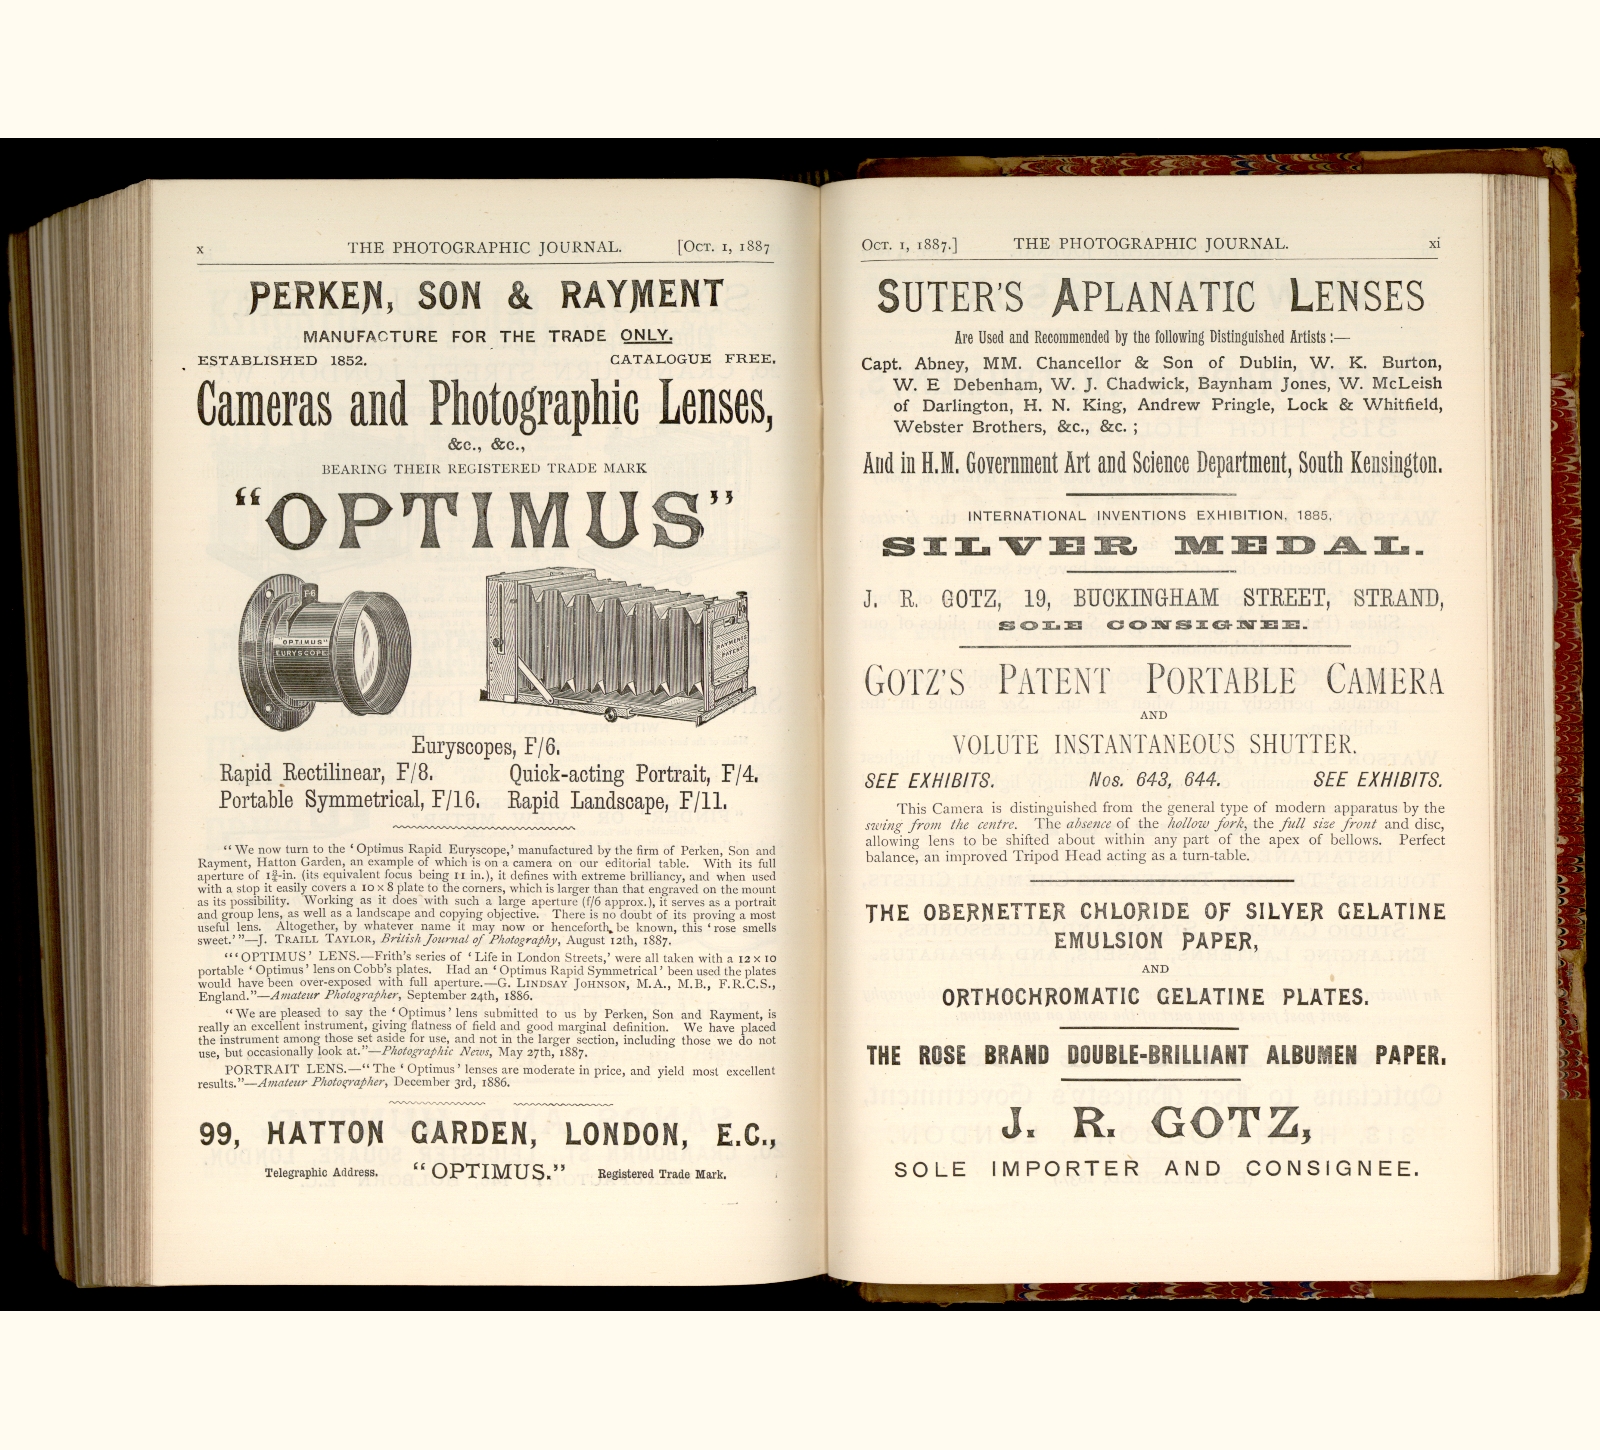 x THE PHOTOGRAPHIC JOURNAL. [OCT. 1, 1887
PERKEN, SON & RAYMENT
MANUFACTURE FOR THE TRADE ONLY.
ESTABLISHED 1852. CATALOGUE FREE.
Cameras and Photographic Lenses,
&c., &c.,
BEARING THEIR REGISTERED TRADE MARK
"OPTIMUS"
F-6
"OPTIMUS"
EURYSCOPE
RAYMENTS
PATENT
Euryscopes, F/6.
Rapid Rectilinear, F/8. Quick-acting Portrait, F/4.
Portable Symmetrical, F/16. Rapid Landscape, F/11.
"We now turn to the 'Optimus Rapid Euryscope,' manufactured by the firm of Perken, Son and
Rayment, Hatton Garden, an example of which is on a camera on our editorial table. With its full
aperture of 1¾-in. (its equivalent focus being 11 in.), it defines with extreme brilliancy, and when used
with a stop it easily covers a 10 × 8 plate to the corners, which is larger than that engraved on the mount
as its possibility. Working as it does with such a large aperture (f/6 approx.), it serves as a portrait
and group lens, as well as a landscape and copying objective. There is no doubt of its proving a most
useful lens. Altogether, by whatever name it may now or henceforth be known, this 'rose smells
sweet.'"—J. TRAILL TAYLOR, British Journal of Photography, August 12th, 1887.
"'OPTIMUS' LENS.—Frith's series of 'Life in London Streets,' were all taken with a 12 × 10
portable 'Optimus' lens on Cobb's plates. Had an 'Optimus Rapid Symmetrical' been used the plates
would have been over-exposed with full aperture.—G. LINDSAY JOHNSON, M.A., M.B., F.R.C.S.,
England."—Amateur Photographer, September 24th, 1886.
"We are pleased to say the 'Optimus' lens submitted to us by Perken, Son and Rayment, is
really an excellent instrument, giving flatness of field and good marginal definition. We have placed
the instrument among those set aside for use, and not in the larger section, including those we do not
use, but occasionally look at."—Photographic News, May 27th, 1887.
PORTRAIT LENS.—"The 'Optimus' lenses are moderate in price, and yield most excellent
results."—Amateur Photographer, December 3rd, 1886.
99, HATTON GARDEN, LONDON, E.C.,
Telegraphic Address. "OPTIMUS." Registered Trade Mark.
OCT. 1, 1887.] THE PHOTOGRAPHIC JOURNAL. xi
SUTER'S APLANATIC LENSES
Are Used and Recommended by the following Distinguished Artists:—
Capt. Abney, MM. Chancellor & Son of Dublin, W. K. Burton,
W. E Debenham, W. J. Chadwick, Baynham Jones, W. McLeish
of Darlington, H. N. King, Andrew Pringle, Lock & Whitfield,
Webster Brothers, &c., &c.;
And in H.M. Government Art and Science Department, South Kensington.
INTERNATIONAL INVENTIONS EXHIBITION, 1885,
SILVER MEDAL.
J. R. GOTZ, 19, BUCKINGHAM STREET, STRAND,
SOLE CONSIGNEE.
GOTZ'S PATENT PORTABLE CAMERA
AND
VOLUTE INSTANTANEOUS SHUTTER.
SEE EXHIBITS. Nos. 643, 644. SEE EXHIBITS.
This Camera is distinguished from the general type of modern apparatus by the
swing from the centre. The absence of the hollow fork, the full size front and disc,
allowing lens to be shifted about within any part of the apex of bellows. Perfect
balance, an improved Tripod Head acting as a turn-table.
THE OBERNETTER CHLORIDE OF SILVER GELATINE
EMULSION PAPER,
AND
ORTHOCHROMATIC GELATINE PLATES.
THE ROSE BRAND DOUBLE-BRILLIANT ALBUMEN PAPER.
J. R. GOTZ,
SOLE IMPORTER AND CONSIGNEE.